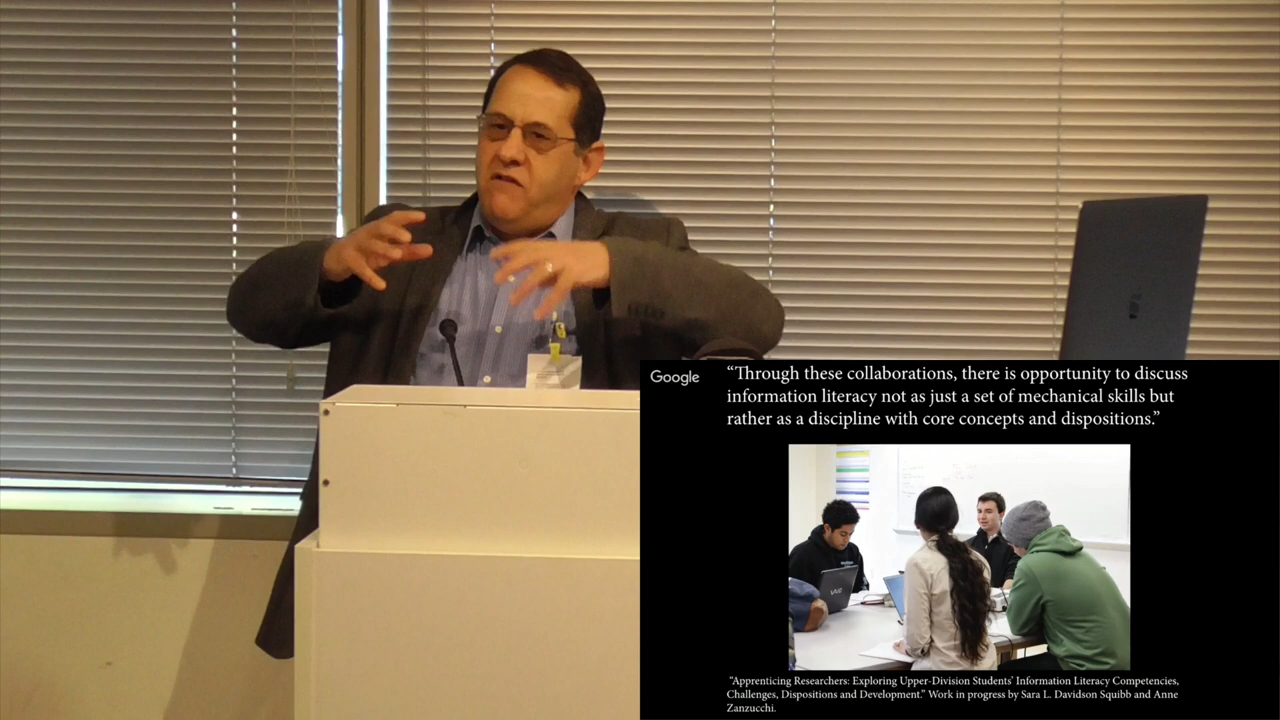 Google
“Through these collaborations, there is opportunity to discuss
information literacy not as just a set of mechanical skills but
rather as a discipline with core concepts and dispositions.”
“Apprenticing Researchers: Exploring Upper-Division Students’ Information Literacy Competencies,
Challenges, Dispositions and Development.” Work in progress by Sara L. Davidson Squibb and Anne
Zanzucchi.